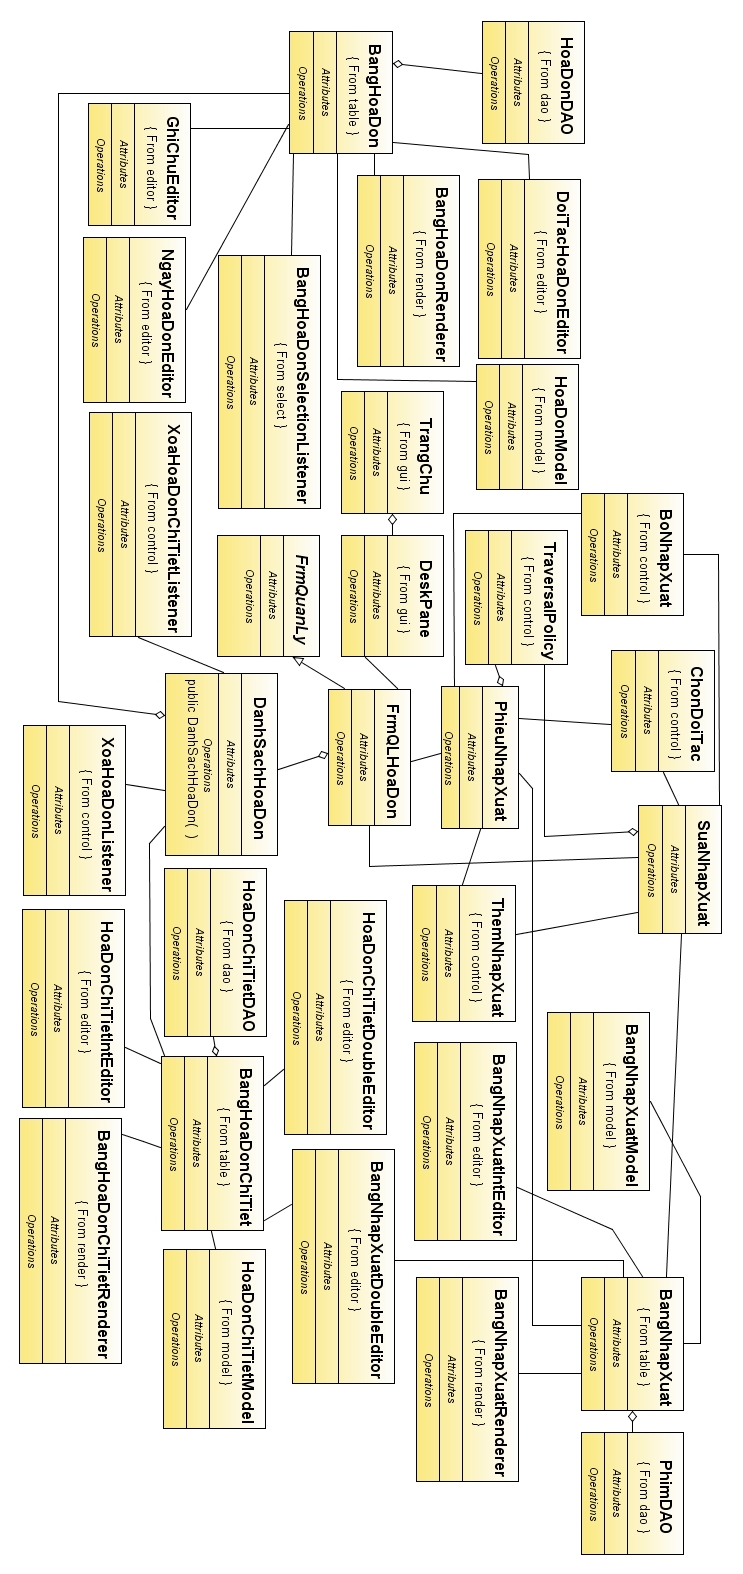 HoaDonDAO
{ From dao }
Attributes
Operations
BangHoaDon
{ From table }
Attributes
Operations
GhiChuEditor
{ From editor }
Attributes
Operations
BangHoaDonRenderer
{ From render }
Attributes
Operations
DoiTacHoaDonEditor
{ From editor }
Attributes
Operations
NgayHoaDonEditor
{ From editor }
Attributes
Operations
BangHoaDonSelectionListener
{ From select }
Attributes
Operations
HoaDonModel
{ From model }
Attributes
Operations
TrangChu
{ From gui }
Attributes
Operations
XoaHoaDonChiTietListener
{ From control }
Attributes
Operations
BoNhapXuat
{ From control }
Attributes
Operations
TraversalPolicy
{ From control }
Attributes
Operations
DeskPane
{ From gui }
Attributes
Operations
FrmQuanLy
Attributes
Operations
ChonDoiTac
{ From control }
Attributes
Operations
DanhSachHoaDon
Attributes
Operations
public DanhSachHoaDon( )
FrmQLHoaDon
Attributes
Operations
PhieuNhapXuat
Attributes
Operations
XoaHoaDonListener
{ From control }
Attributes
Operations
SuaNhapXuat
Attributes
Operations
HoaDonChiTietDAO
{ From dao }
Attributes
Operations
ThemNhapXuat
{ From control }
Attributes
Operations
HoaDonChiTietDoubleEditor
{ From editor }
Attributes
Operations
HoaDonChiTietIntEditor
{ From editor }
Attributes
Operations
BangNhapXuatModel
{ From model }
Attributes
Operations
BangNhapXuatIntEditor
{ From editor }
Attributes
Operations
BangHoaDonChiTiet
{ From table }
Attributes
Operations
BangHoaDonChiTietRenderer
{ From render }
Attributes
Operations
BangNhapXuatDoubleEditor
{ From editor }
Attributes
Operations
HoaDonChiTietModel
{ From model }
Attributes
Operations
BangNhapXuatRenderer
{ From render }
Attributes
Operations
BangNhapXuat
{ From table }
Attributes
Operations
PhimDAO
{ From dao }
Attributes
Operations